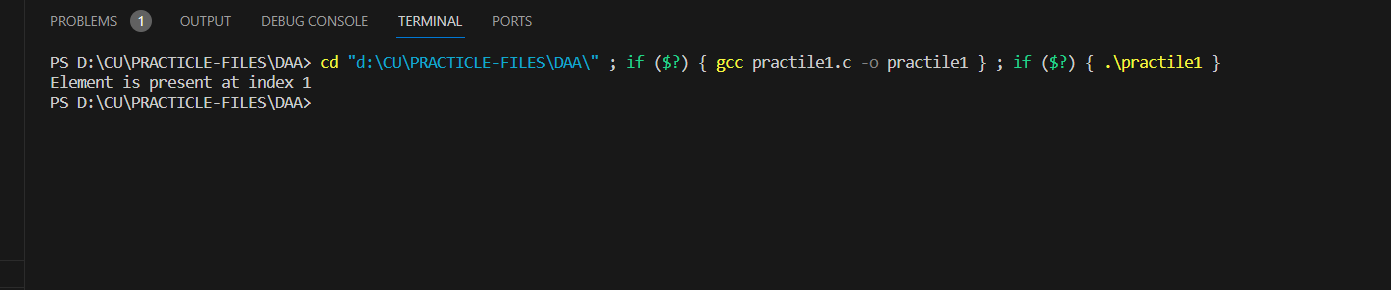 PROBLEMS 1 OUTPUT DEBUG CONSOLE TERMINAL PORTS
PS D:\CU\PRACTICLE-FILES\DAA> cd "d:\CU\PRACTICLE-FILES\DAA\" ; if ($?) { gcc practile1.c -o practile1 } ; if ($?) { .\practile1 }
Element is present at index 1
PS D:\CU\PRACTICLE-FILES\DAA>